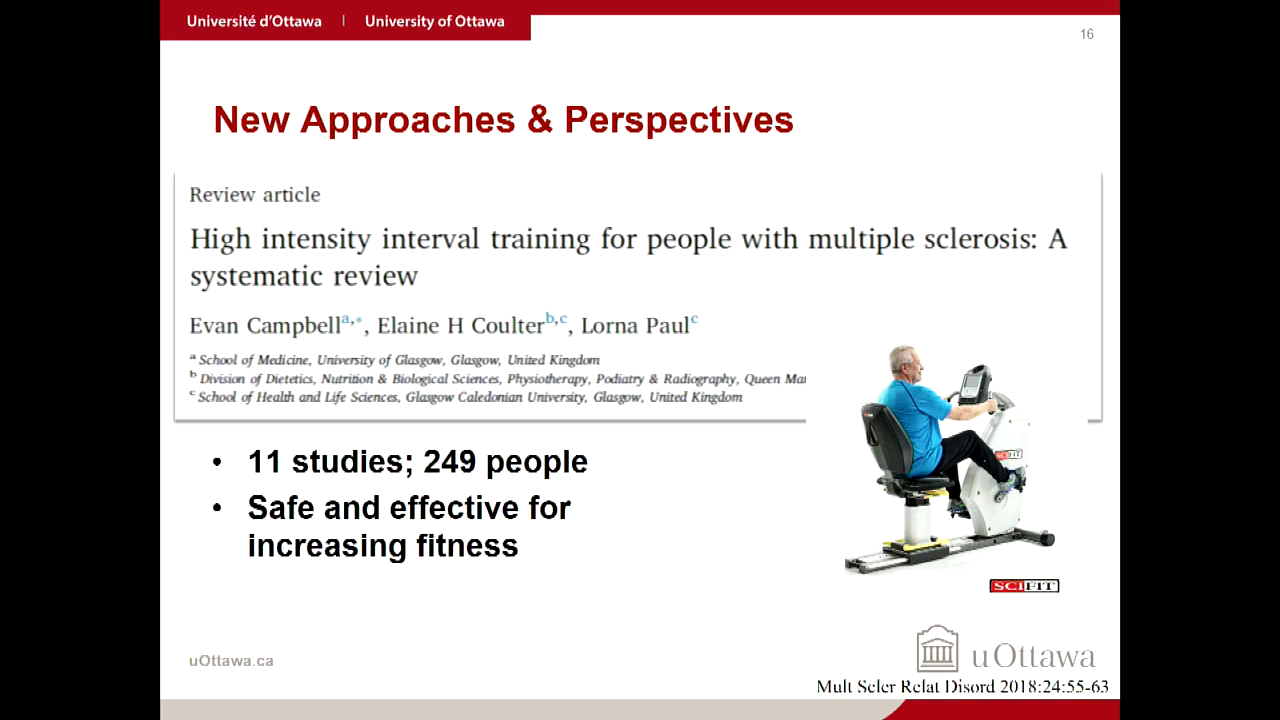 Université d'Ottawa | University of Ottawa
16
New Approaches & Perspectives
Review article
High intensity interval training for people with multiple sclerosis: A
systematic review
Evan Campbell a,*, Elaine H Coulter b,c, Lorna Paul c
a School of Medicine, University of Glasgow, Glasgow, United Kingdom
b Division of Dietetics, Nutrition & Biological Sciences, Physiotherapy, Podiatry & Radiography, Queen Mar
c School of Health and Life Sciences, Glasgow Caledonian University, Glasgow, United Kingdom
• 11 studies; 249 people
• Safe and effective for
increasing fitness
SCIFIT
SCIFIT
uOttawa.ca
uOttawa
Mult Scler Relat Disord 2018:24:55-63